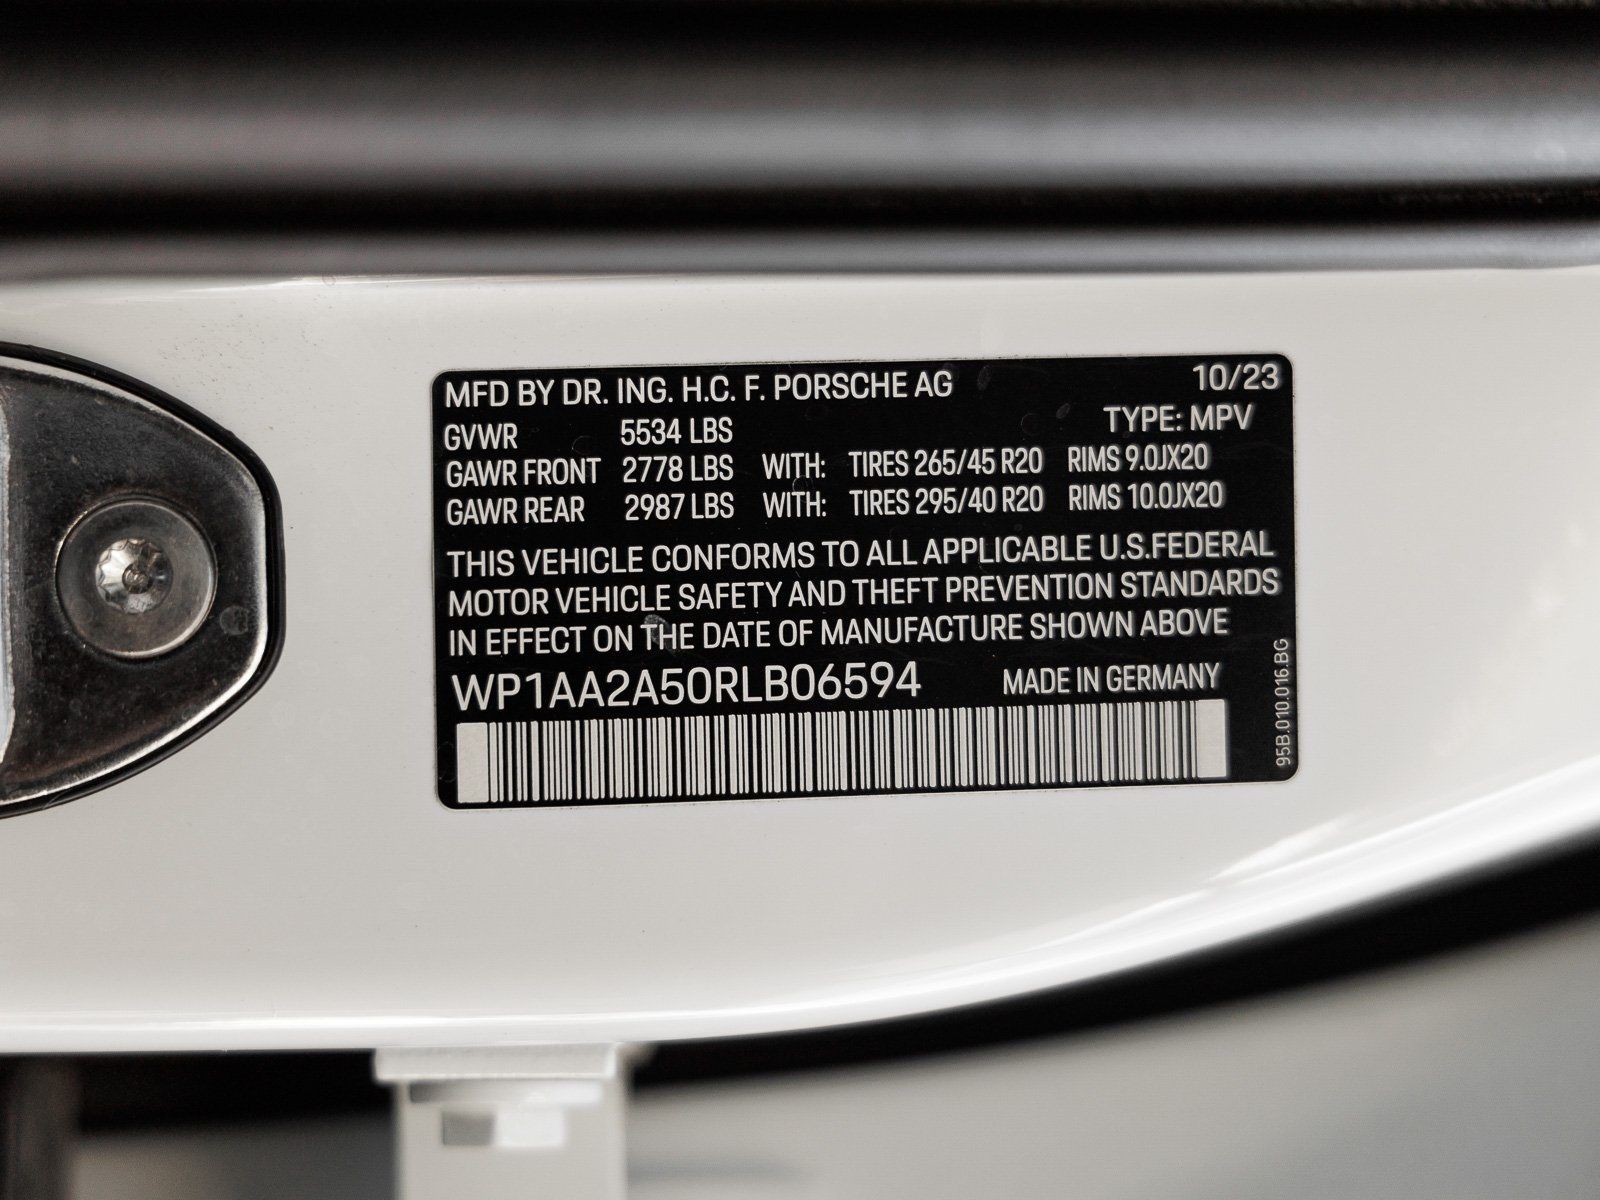 MFD BY DR. ING. H.C. F. PORSCHE AG 10/23
GVWR 5534 LBS TYPE: MPV
GAWR FRONT 2778 LBS WITH: TIRES 265/45 R20 RIMS 9.0JX20
GAWR REAR 2987 LBS WITH: TIRES 295/40 R20 RIMS 10.0JX20
THIS VEHICLE CONFORMS TO ALL APPLICABLE U.S.FEDERAL
MOTOR VEHICLE SAFETY AND THEFT PREVENTION STANDARDS
IN EFFECT ON THE DATE OF MANUFACTURE SHOWN ABOVE
WP1AA2A50RLB06594 MADE IN GERMANY
95B.010.016.BG